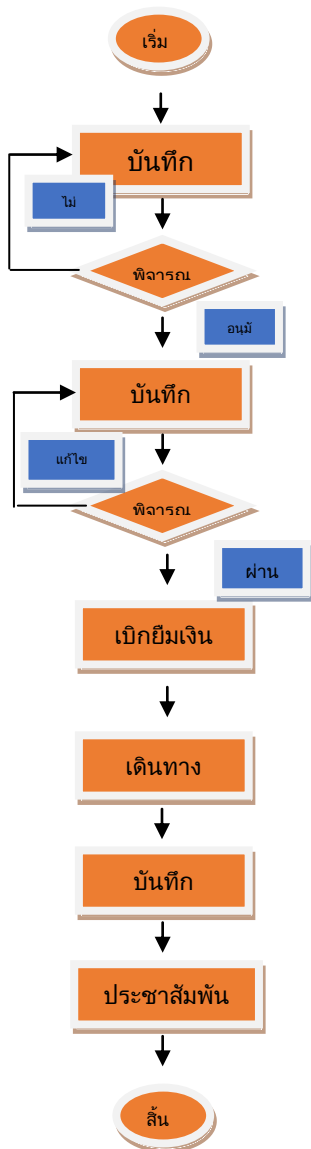 เริ่ม
บันทึก
ไม่
พิจารณ
อนุมั
บันทึก
แก้ไข
พิจารณ
ผ่าน
เบิกยืมเงิน
เดินทาง
บันทึก
ประชาสัมพัน
สิ้น